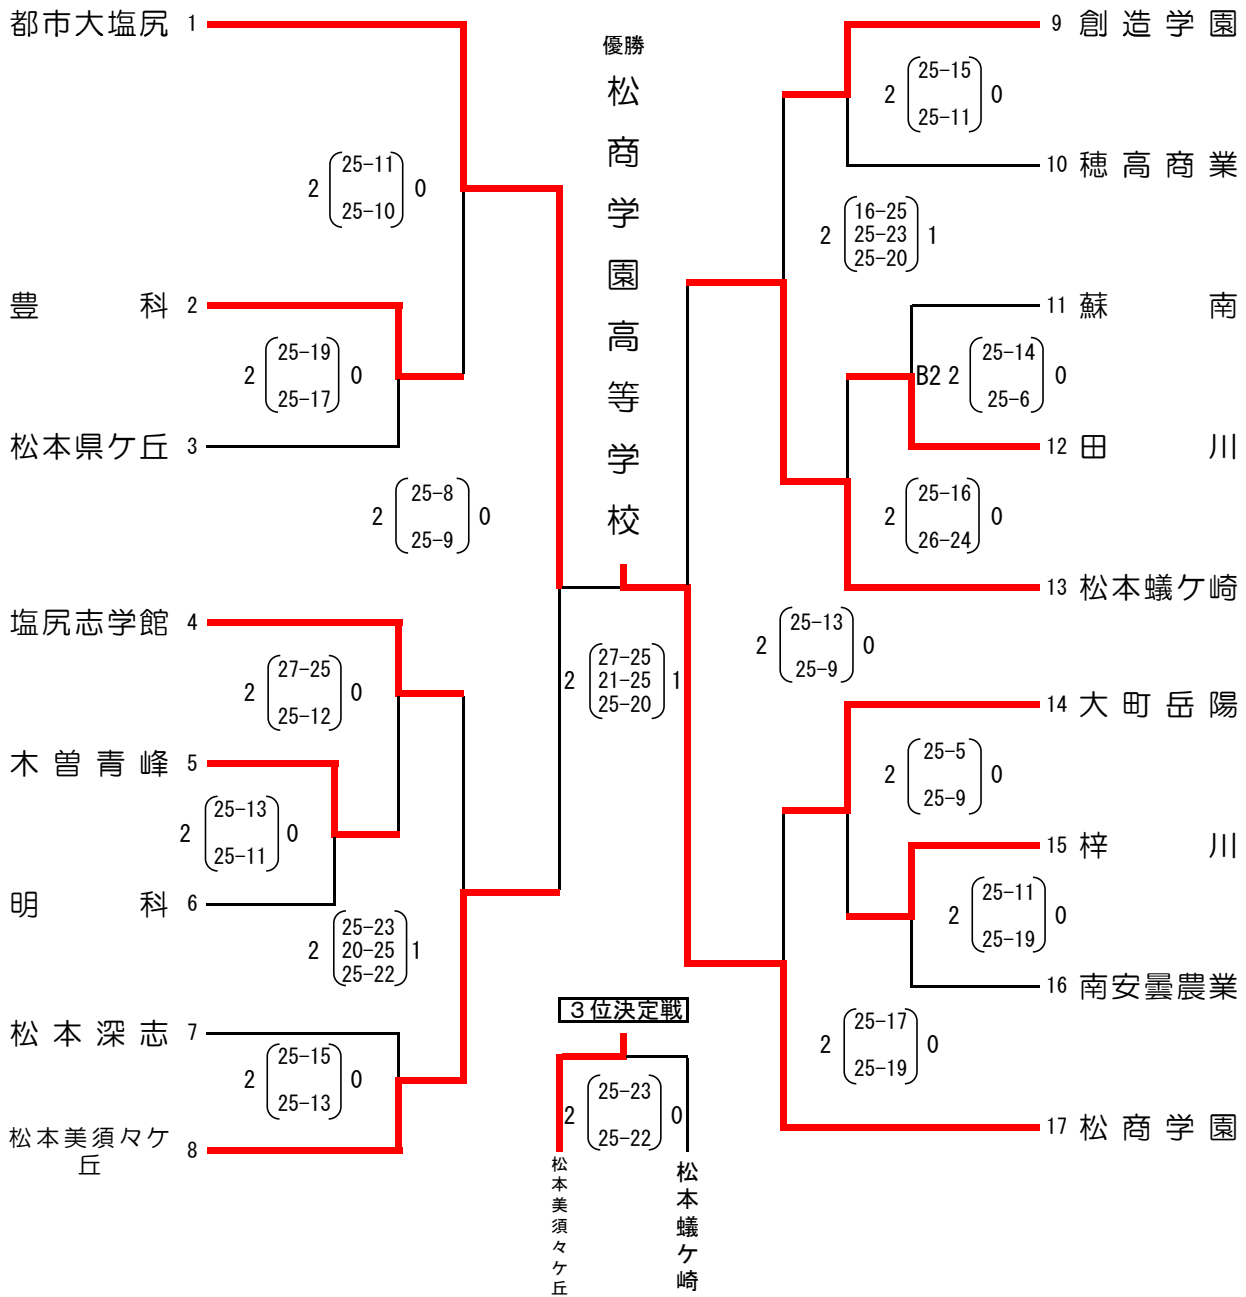 都市大塩尻 1
2 25-11 0
25-10
豊科 2
2 25-19 0
25-17
松本県ケ丘 3
2 25-8 0
25-9
塩尻志学館 4
2 27-25 0
25-12
木曽青峰 5
2 25-13 0
25-11
明科 6
25-23
2 20-25 1
25-22
松本深志 7
2 25-15 0
25-13
松本美須々ケ
丘 8
優勝
松商学園高等学校
27-25
2 21-25 1
25-20
3位決定戦
2 25-23 0
25-22
松本美須々ケ丘
松本蟻ケ崎
9 創造学園
2 25-15 0
25-11
10 穂高商業
16-25
2 25-23 1
25-20
11 蘇南
B2 2 25-14 0
25-6
12 田川
2 25-16 0
26-24
13 松本蟻ケ崎
2 25-13 0
25-9
14 大町岳陽
2 25-5 0
25-9
15 梓川
2 25-11 0
25-19
16 南安曇農業
2 25-17 0
25-19
17 松商学園